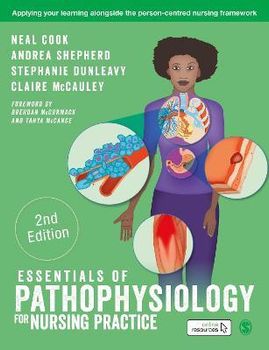 Applying your learning alongside the person-centred nursing framework
NEAL COOK
ANDREA SHEPHERD
STEPHANIE DUNLEAVY
CLAIRE McCAULEY
FOREWORD BY
BRENDAN McCORMACK
AND TANYA McCANCE
2nd
Edition
ESSENTIALS OF
PATHOPHYSIOLOGY
FOR NURSING PRACTICE
online
resources
S